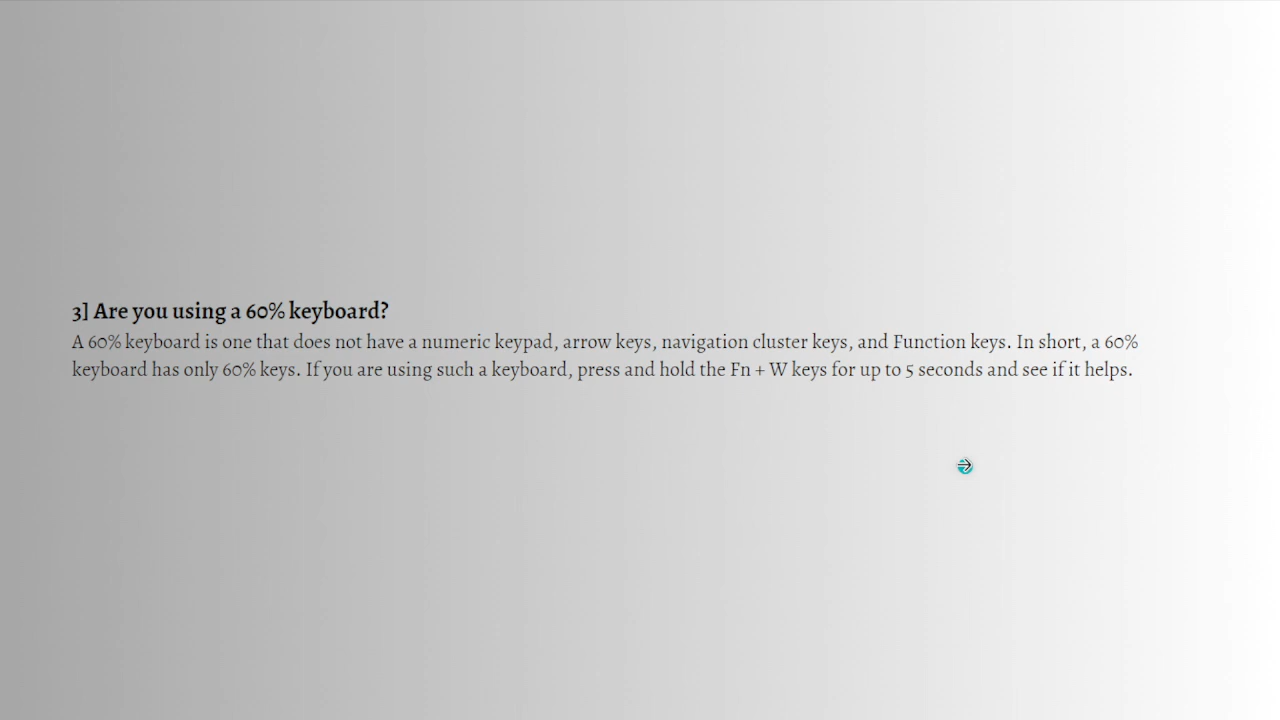 3] Are you using a 60% keyboard?
A 60% keyboard is one that does not have a numeric keypad, arrow keys, navigation cluster keys, and Function keys. In short, a 60%
keyboard has only 60% keys. If you are using such a keyboard, press and hold the Fn + W keys for up to 5 seconds and see if it helps.